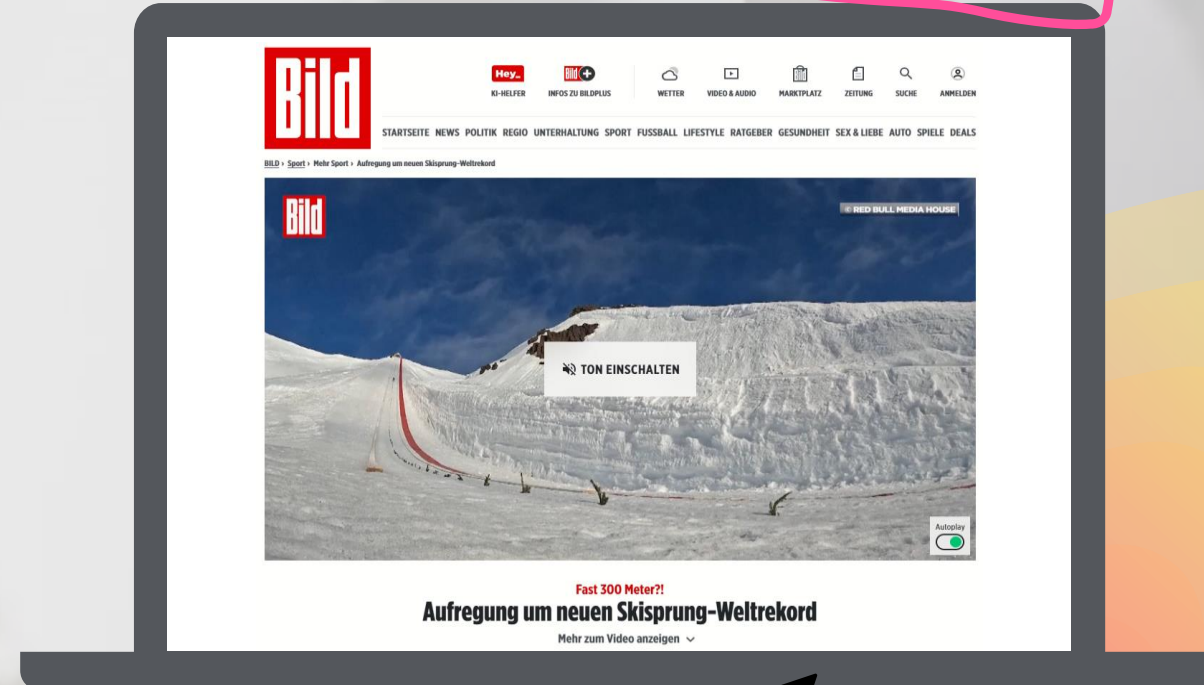 Bild
Hey_
Bild+
KI-HELFER INFOS ZU BILDPLUS WETTER VIDEO & AUDIO MARKTPLATZ ZEITUNG SUCHE ANMELDEN
STARTSEITE NEWS POLITIK REGIO UNTERHALTUNG SPORT FUSSBALL LIFESTYLE RATGEBER GESUNDHEIT SEX & LIEBE AUTO SPIELE DEALS
BILD › Sport › Mehr Sport › Aufregung um neuen Skisprung-Weltrekord
Bild
© RED BULL MEDIA HOUSE
TON EINSCHALTEN
Autoplay
Fast 300 Meter?!
Aufregung um neuen Skisprung-Weltrekord
Mehr zum Video anzeigen